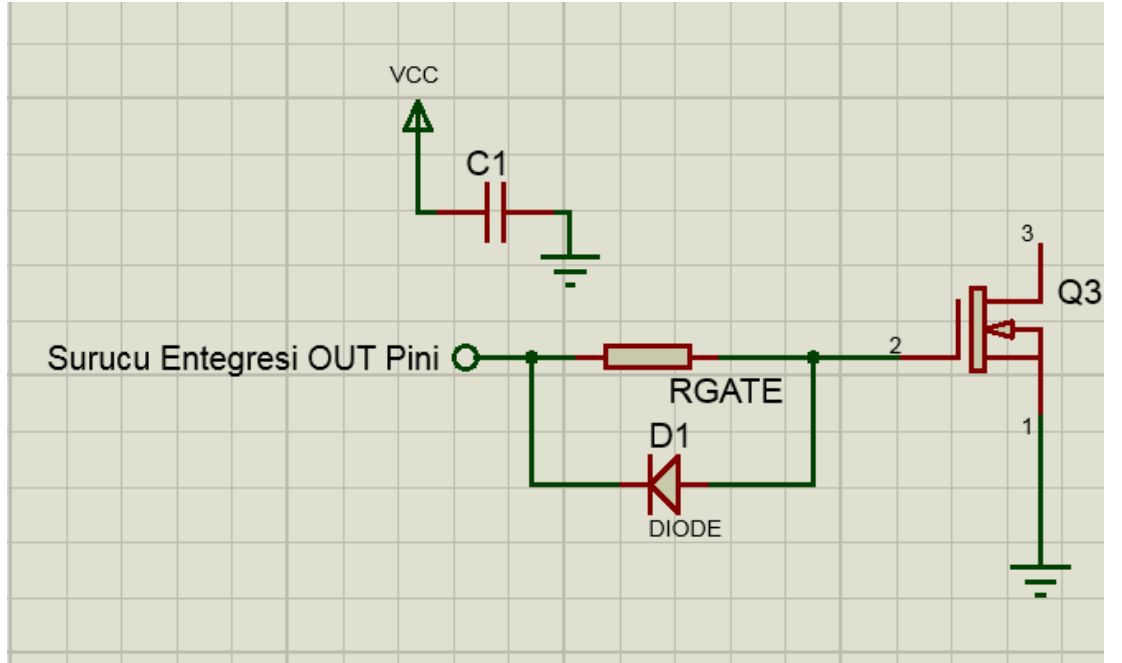 VCC
C1
3
Q3
Surucu Entegresi OUT Pini
2
RGATE
1
D1
DIODE